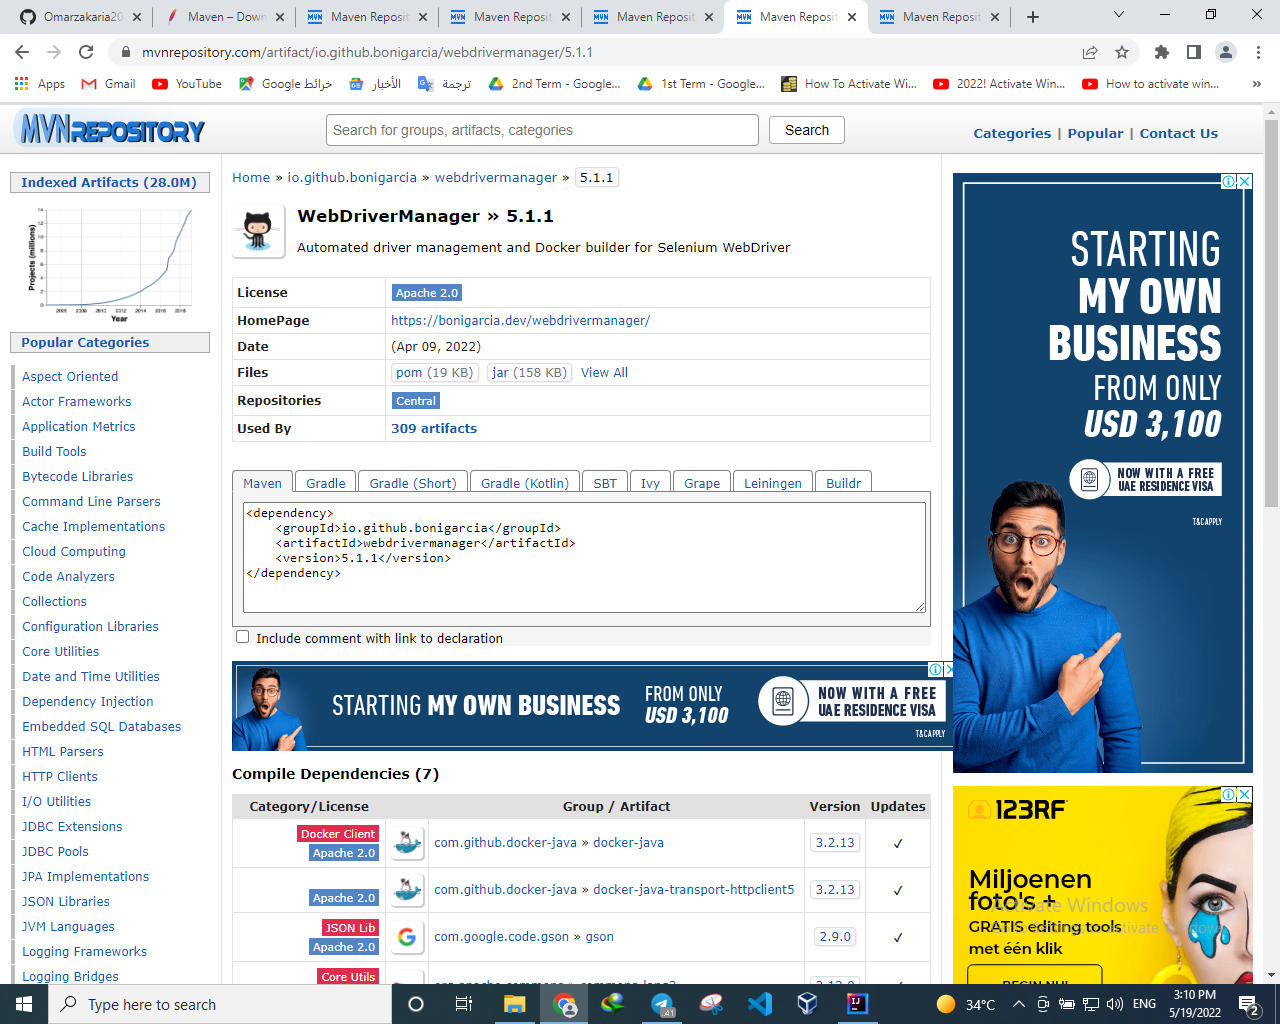 Omarzakaria20
Maven – Down
Maven Reposit
Maven Reposit
Maven Reposit
Maven Reposit
Maven Reposit
mvnrepository.com/artifact/io.github.bonigarcia/webdrivermanager/5.1.1
Apps
Gmail
YouTube
خرائط Google
الأخبار
ترجمة
2nd Term - Google...
1st Term - Google...
How To Activate Wi...
2022! Activate Win...
How to activate win...
MVNREPOSITORY
Search for groups, artifacts, categories
Search
Categories | Popular | Contact Us
Indexed Artifacts (28.0M)
Projects (millions)
Year
Popular Categories
Aspect Oriented
Actor Frameworks
Application Metrics
Build Tools
Bytecode Libraries
Command Line Parsers
Cache Implementations
Cloud Computing
Code Analyzers
Collections
Configuration Libraries
Core Utilities
Date and Time Utilities
Dependency Injection
Embedded SQL Databases
HTML Parsers
HTTP Clients
I/O Utilities
JDBC Extensions
JDBC Pools
JPA Implementations
JSON Libraries
JVM Languages
Logging Frameworks
Logging Bridges
Home » io.github.bonigarcia » webdrivermanager » 5.1.1
WebDriverManager » 5.1.1
Automated driver management and Docker builder for Selenium WebDriver
License Apache 2.0
HomePage https://bonigarcia.dev/webdrivermanager/
Date (Apr 09, 2022)
Files pom (19 KB) jar (158 KB) View All
Repositories Central
Used By 309 artifacts
Maven Gradle Gradle (Short) Gradle (Kotlin) SBT Ivy Grape Leiningen Buildr
<dependency>
    <groupId>io.github.bonigarcia</groupId>
    <artifactId>webdrivermanager</artifactId>
    <version>5.1.1</version>
</dependency>
Include comment with link to declaration
STARTING MY OWN BUSINESS
FROM ONLY
USD 3,100
NOW WITH A FREE
UAE RESIDENCE VISA
T&C APPLY
Compile Dependencies (7)
Category/License Group / Artifact Version Updates
Docker Client
Apache 2.0
com.github.docker-java » docker-java 3.2.13 ✓
Apache 2.0
com.github.docker-java » docker-java-transport-httpclient5 3.2.13 ✓
JSON Lib
Apache 2.0
com.google.code.gson » gson 2.9.0 ✓
Core Utils
STARTING
MY OWN
BUSINESS
FROM ONLY
USD 3,100
NOW WITH A FREE
UAE RESIDENCE VISA
T&C APPLY
123RF
Miljoenen
foto's +
GRATIS editing tools
met één klik
BEGIN NU!
Activate Windows
Type here to search
.41
34°C
ENG
3:10 PM
5/19/2022
2